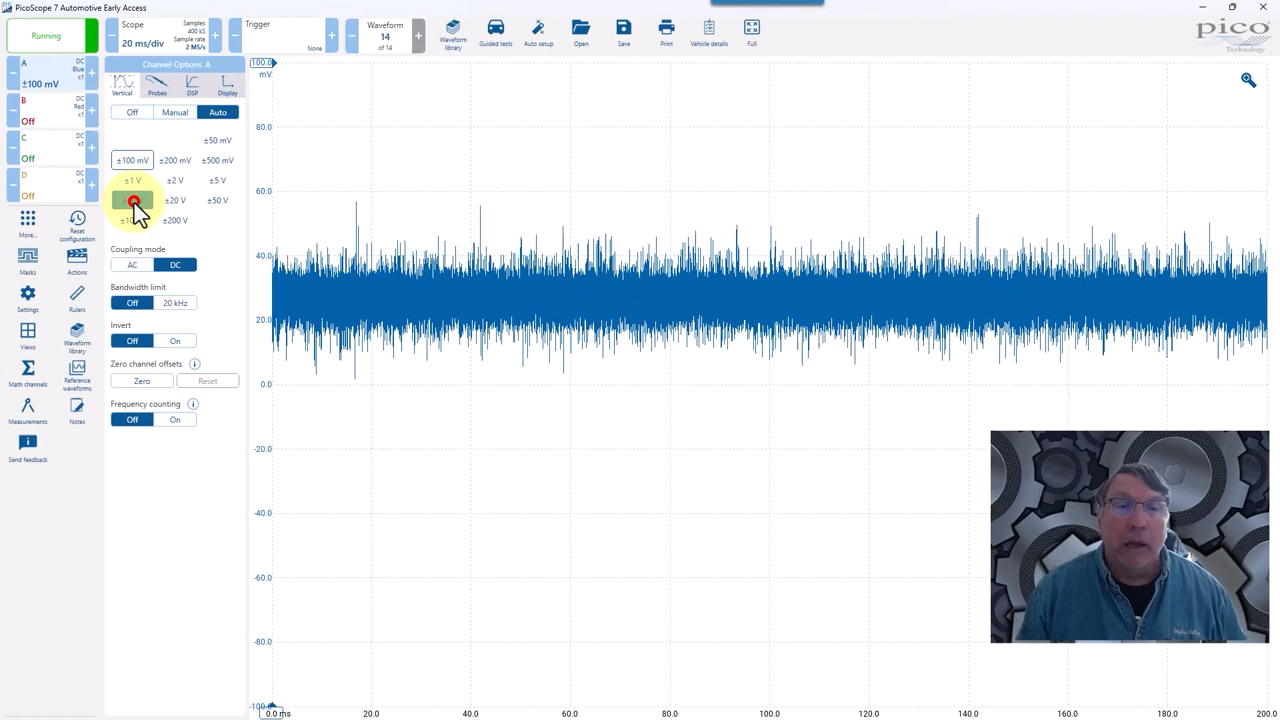 PicoScope 7 Automotive Early Access
Running
Scope
20 ms/div
Samples
400 kS
Sample rate
2 MS/s
Trigger
None
Waveform
14
of 14
Waveform
library
Guided tests
Auto setup
Open
Save
Print
Vehicle details
Full
pico
Technology
A
DC
Blue
x1
±100 mV
B
DC
Red
x1
Off
C
DC
x1
Off
D
DC
x1
Off
More...
Reset
configuration
Masks
Actions
Settings
Rulers
Views
Waveform
library
Math channels
Reference
waveforms
Measurements
Notes
Send feedback
Channel Options A
Vertical
Probes
DSP
Display
Off
Manual
Auto
±50 mV
±100 mV
±200 mV
±500 mV
±1 V
±2 V
±5 V
±20 V
±50 V
±200 V
Coupling mode
AC
DC
Bandwidth limit
Off
20 kHz
Invert
Off
On
Zero channel offsets
Zero
Reset
Frequency counting
Off
On
100.0
mV
80.0
60.0
40.0
20.0
0.0
-20.0
-40.0
-60.0
-80.0
-100.0
0.0 ms
20.0
40.0
60.0
80.0
100.0
120.0
140.0
160.0
180.0
200.0